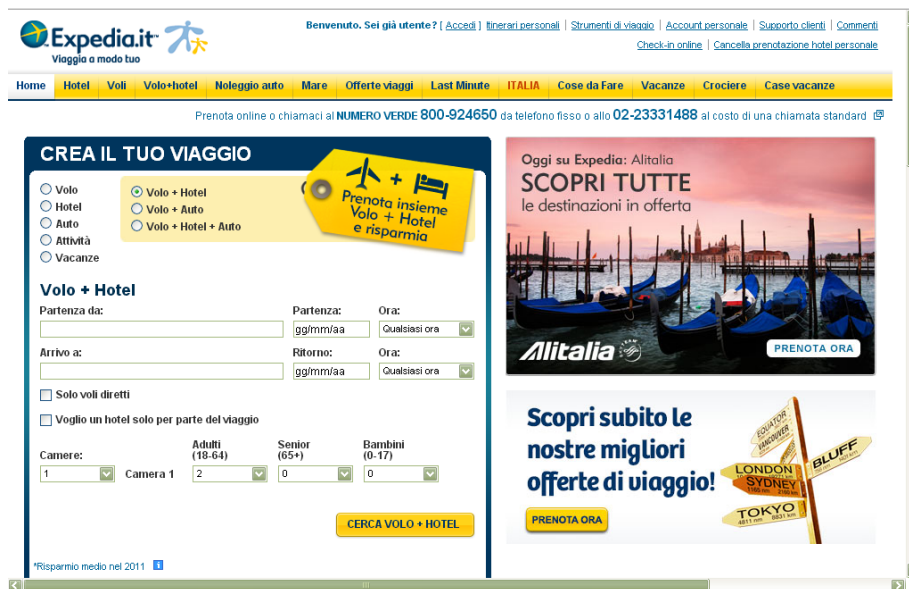 Expedia.it™
Viaggia a modo tuo
Benvenuto. Sei già utente? [ Accedi ] Itinerari personali | Strumenti di viaggio | Account personale | Supporto clienti | Commenti
Check-in online | Cancella prenotazione hotel personale
Home Hotel Voli Volo+hotel Noleggio auto Mare Offerte viaggi Last Minute ITALIA Cose da Fare Vacanze Crociere Case vacanze
Prenota online o chiamaci al NUMERO VERDE 800-924650 da telefono fisso o allo 02-23331488 al costo di una chiamata standard
CREA IL TUO VIAGGIO
Volo
Hotel
Auto
Attività
Vacanze
Volo + Hotel
Volo + Auto
Volo + Hotel + Auto
Prenota insieme
Volo + Hotel
e risparmia
Volo + Hotel
Partenza da: Partenza: Ora:
gg/mm/aa Qualsiasi ora
Arrivo a: Ritorno: Ora:
gg/mm/aa Qualsiasi ora
Solo voli diretti
Voglio un hotel solo per parte del viaggio
Camere: Adulti (18-64) Senior (65+) Bambini (0-17)
1 Camera 1 2 0 0
CERCA VOLO + HOTEL
*Risparmio medio nel 2011
Oggi su Expedia: Alitalia
SCOPRI TUTTE
le destinazioni in offerta
Alitalia
PRENOTA ORA
Scopri subito le
nostre migliori
offerte di viaggio!
PRENOTA ORA
EQUATOR
VANCOUVER
BLUFF
LONDON
SYDNEY
TOKYO